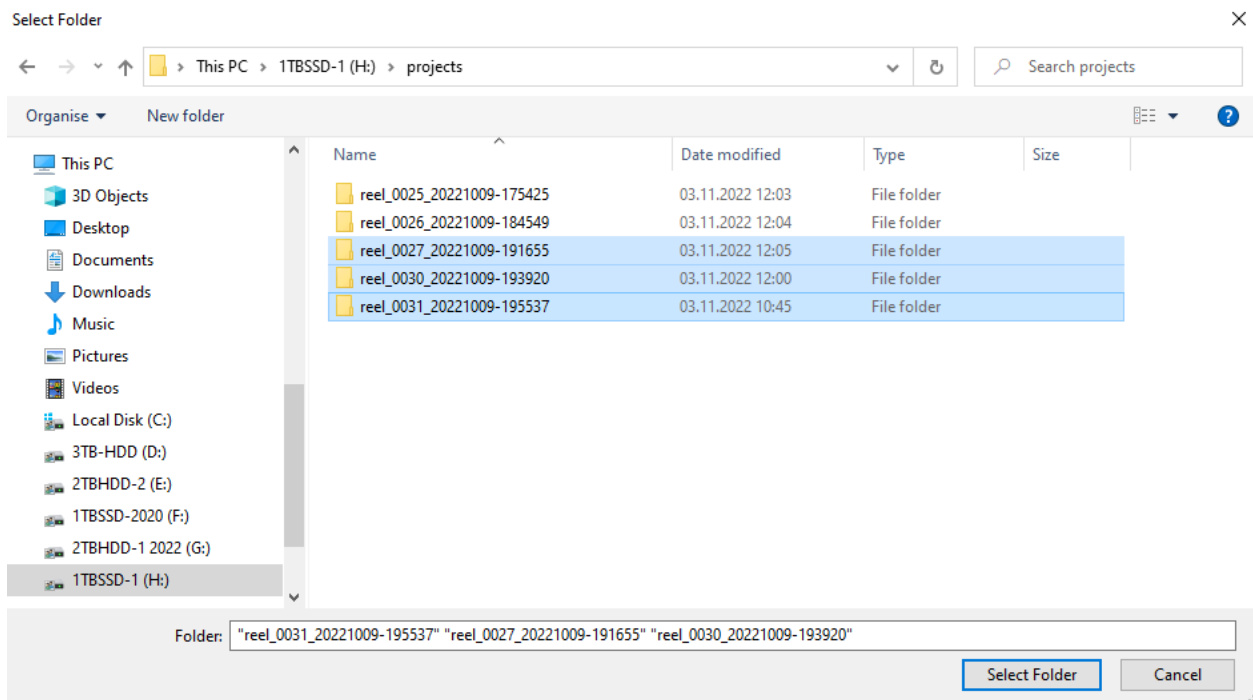 Select Folder
This PC > 1TBSSD-1 (H:) > projects
Search projects
Organise
New folder
This PC
3D Objects
Desktop
Documents
Downloads
Music
Pictures
Videos
Local Disk (C:)
3TB-HDD (D:)
2TBHDD-2 (E:)
1TBSSD-2020 (F:)
2TBHDD-1 2022 (G:)
1TBSSD-1 (H:)
Name Date modified Type Size
reel_0025_20221009-175425 03.11.2022 12:03 File folder
reel_0026_20221009-184549 03.11.2022 12:04 File folder
reel_0027_20221009-191655 03.11.2022 12:05 File folder
reel_0030_20221009-193920 03.11.2022 12:00 File folder
reel_0031_20221009-195537 03.11.2022 10:45 File folder
Folder: "reel_0031_20221009-195537" "reel_0027_20221009-191655" "reel_0030_20221009-193920"
Select Folder
Cancel